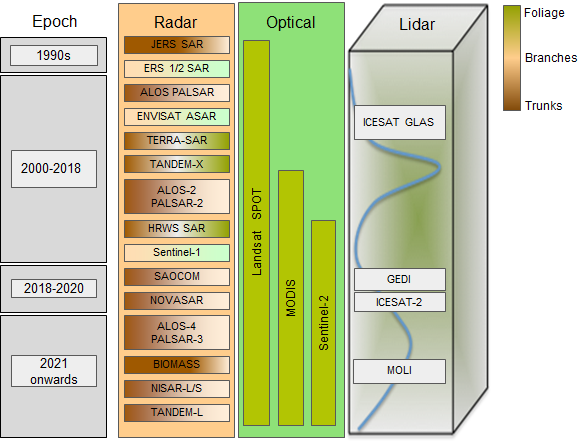 Epoch
1990s
2000-2018
2018-2020
2021
onwards
Radar
JERS SAR
ERS 1/2 SAR
ALOS PALSAR
ENVISAT ASAR
TERRA-SAR
TANDEM-X
ALOS-2
PALSAR-2
HRWS SAR
Sentinel-1
SAOCOM
NOVASAR
ALOS-4
PALSAR-3
BIOMASS
NISAR-L/S
TANDEM-L
Optical
Landsat SPOT
MODIS
Sentinel-2
Lidar
ICESAT GLAS
GEDI
ICESAT-2
MOLI
Foliage
Branches
Trunks